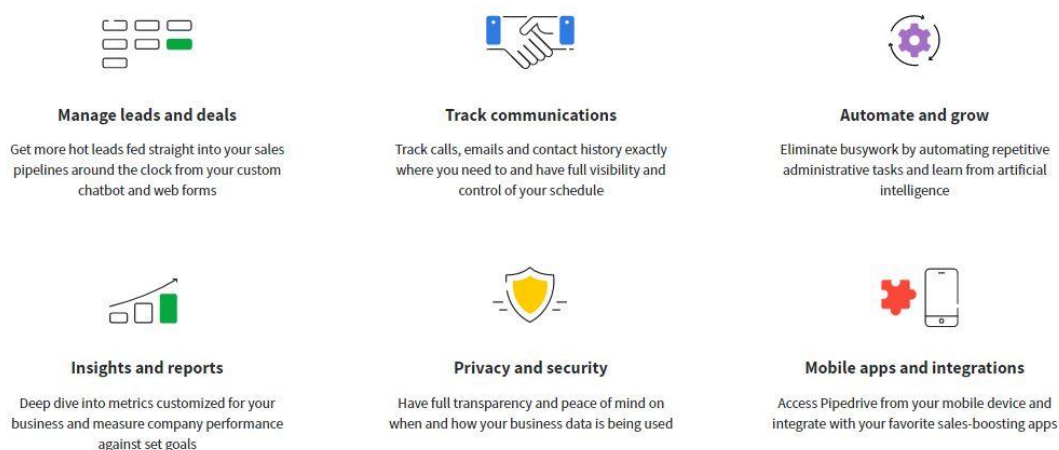 Manage leads and deals
Get more hot leads fed straight into your sales
pipelines around the clock from your custom
chatbot and web forms
Track communications
Track calls, emails and contact history exactly
where you need to and have full visibility and
control of your schedule
Automate and grow
Eliminate busywork by automating repetitive
administrative tasks and learn from artificial
intelligence
Insights and reports
Deep dive into metrics customized for your
business and measure company performance
against set goals
Privacy and security
Have full transparency and peace of mind on
when and how your business data is being used
Mobile apps and integrations
Access Pipedrive from your mobile device and
integrate with your favorite sales-boosting apps